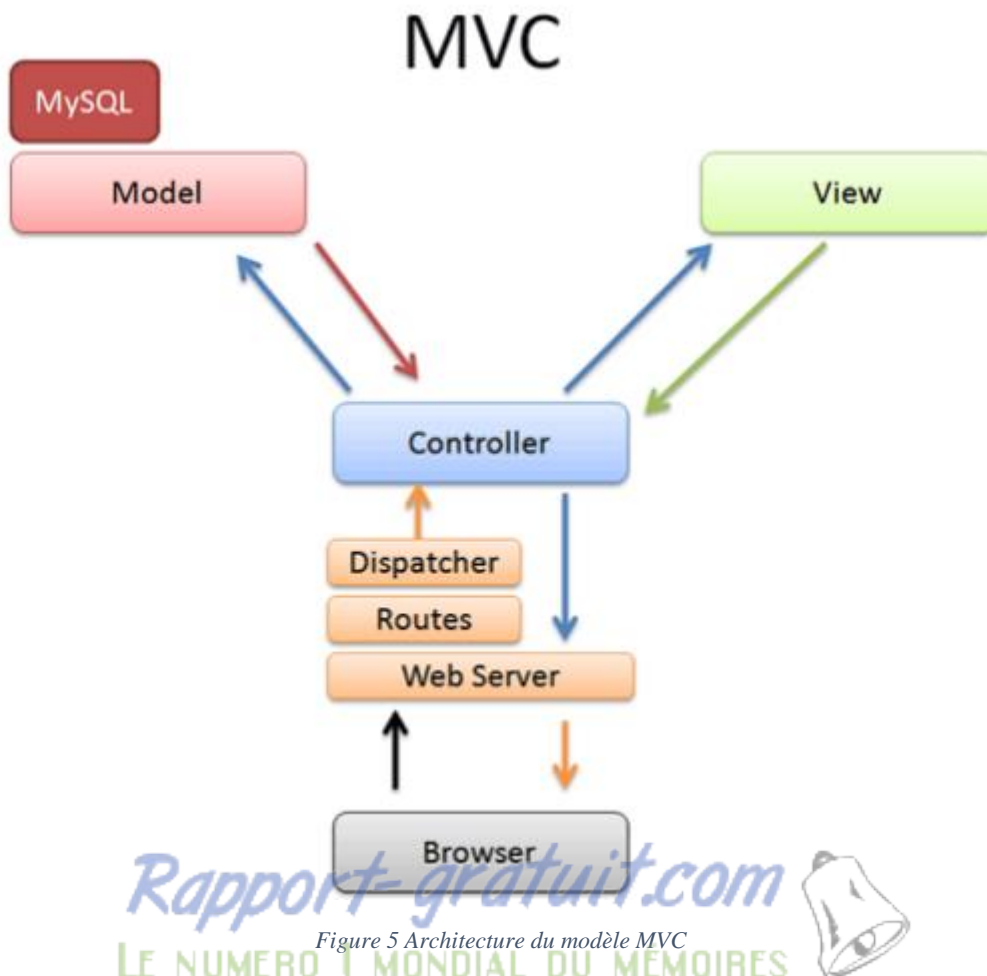 MVC
MySQL
Model
View
Controller
Dispatcher
Routes
Web Server
Browser
Rapport-gratuit.com
Figure 5 Architecture du modèle MVC
LE NUMERO 1 MONDIAL DU MÉMOIRES